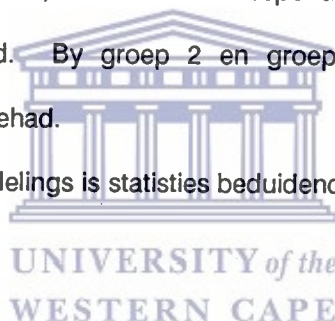 d. By groep 2 en groep
ehad.
delings is statisties beduidend
UNIVERSITY of the
WESTERN CAPE